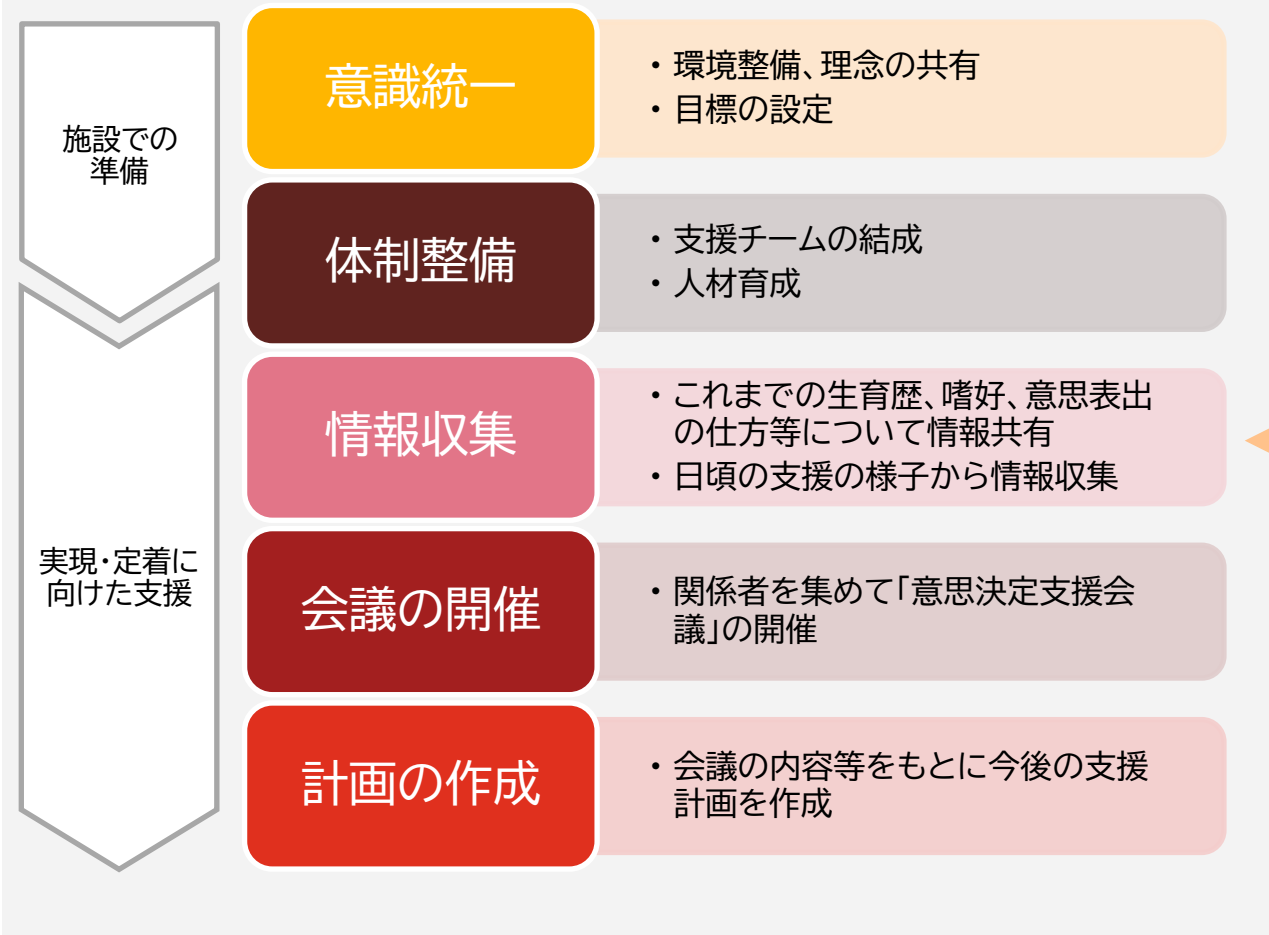 施設での
準備
意識統一
・環境整備、理念の共有
・目標の設定
体制整備
・支援チームの結成
・人材育成
実現・定着に
向けた支援
情報収集
・これまでの生育歴、嗜好、意思表出
の仕方等について情報共有
・日頃の支援の様子から情報収集
会議の開催
・関係者を集めて「意思決定支援会
議」の開催
計画の作成
・会議の内容等をもとに今後の支援
計画を作成